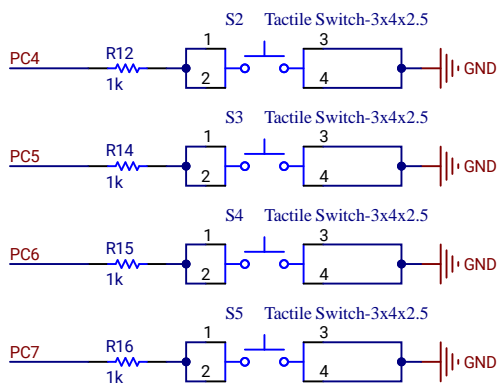 S2 Tactile Switch-3x4x2.5
1 3
PC4 R12 GND
2 4
1k
S3 Tactile Switch-3x4x2.5
1 3
PC5 R14 GND
2 4
1k
S4 Tactile Switch-3x4x2.5
1 3
PC6 R15 GND
2 4
1k
S5 Tactile Switch-3x4x2.5
1 3
PC7 R16 GND
2 4
1k